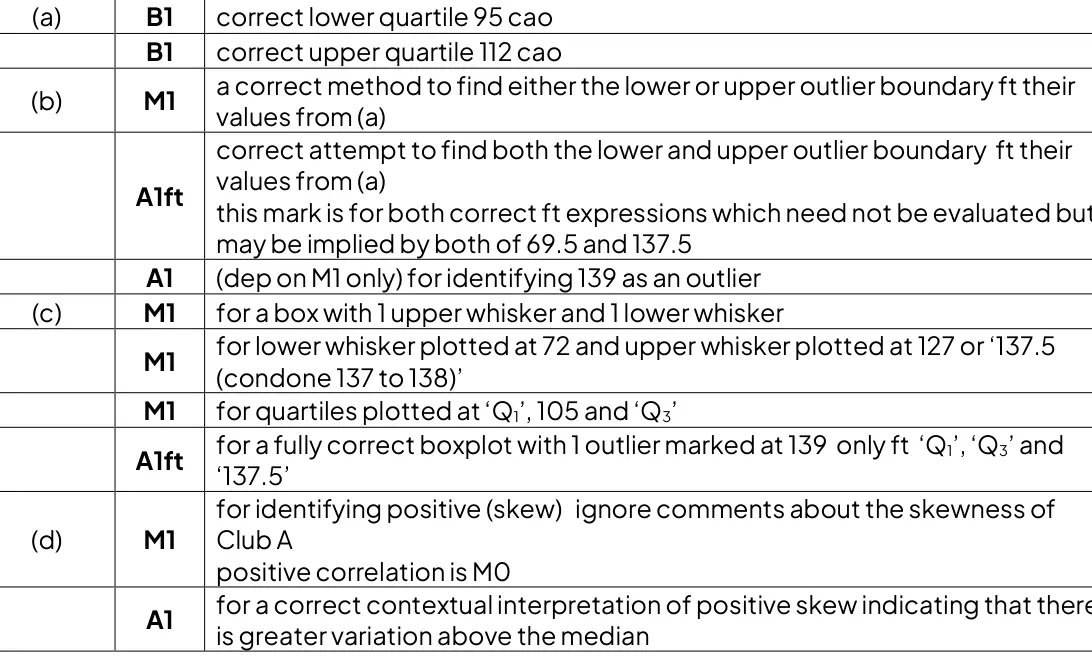 (a) B1 correct lower quartile 95 cao
B1 correct upper quartile 112 cao
(b) M1 a correct method to find either the lower or upper outlier boundary ft their
values from (a)
A1ft correct attempt to find both the lower and upper outlier boundary ft their
values from (a)
this mark is for both correct ft expressions which need not be evaluated but
may be implied by both of 69.5 and 137.5
A1 (dep on M1 only) for identifying 139 as an outlier
(c) M1 for a box with 1 upper whisker and 1 lower whisker
M1 for lower whisker plotted at 72 and upper whisker plotted at 127 or ‘137.5
(condone 137 to 138)’
M1 for quartiles plotted at ‘Q₁’, 105 and ‘Q₃’
A1ft for a fully correct boxplot with 1 outlier marked at 139 only ft ‘Q₁’, ‘Q₃’ and
‘137.5’
(d) M1 for identifying positive (skew) ignore comments about the skewness of
Club A
positive correlation is M0
A1 for a correct contextual interpretation of positive skew indicating that there
is greater variation above the median